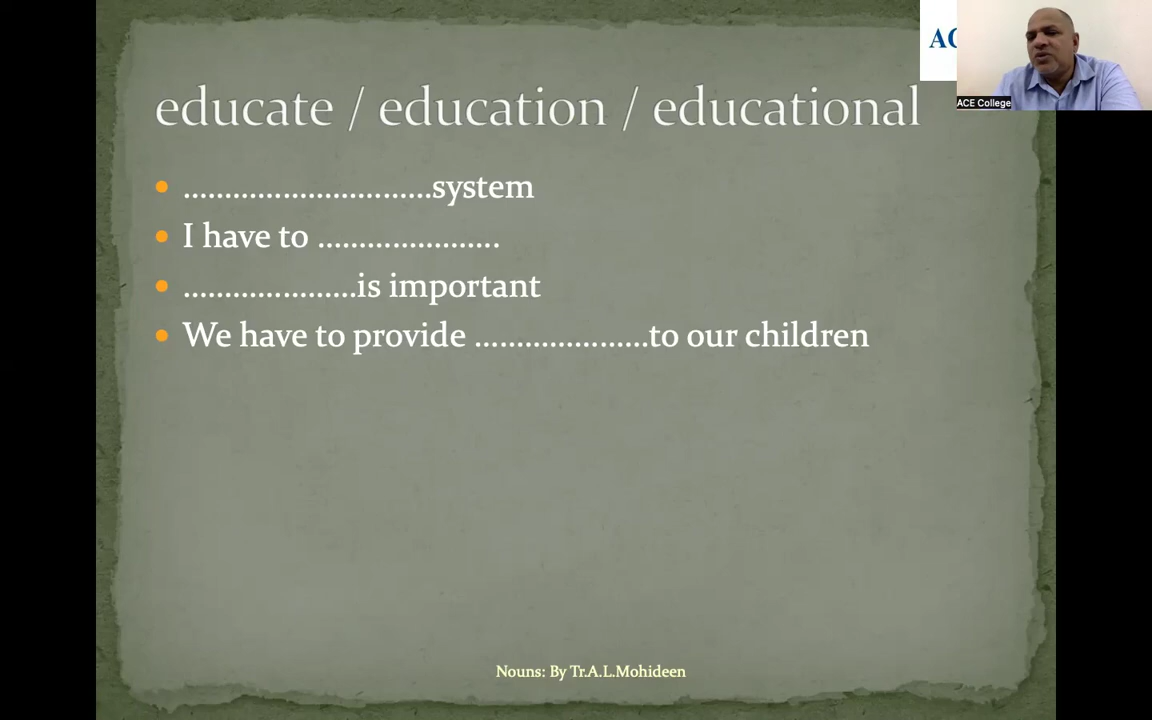 educate / education / educational
• ..............................system
I have to ......................
.....................is important
We have to provide .....................to our children
Nouns: By Tr.A.L.Mohideen
ACE College